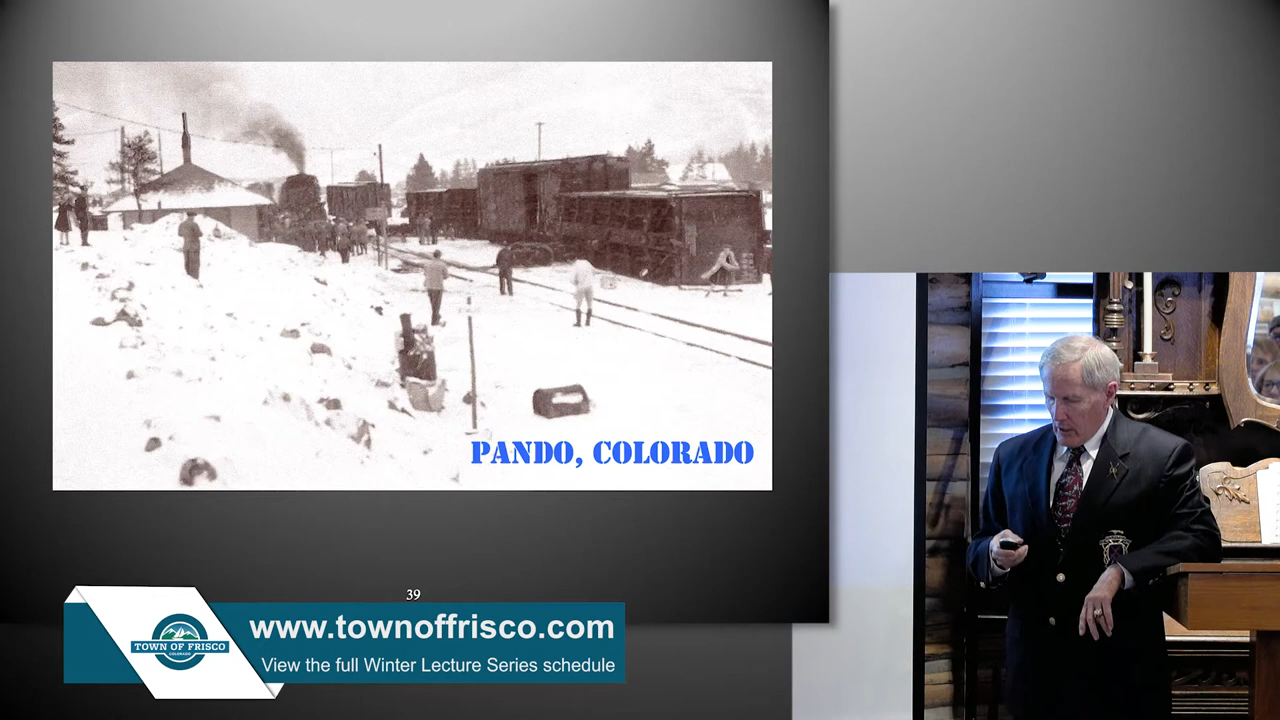 PANDO, COLORADO
39
www.townoffrisco.com
TOWN OF FRISCO
COLORADO
View the full Winter Lecture Series schedule